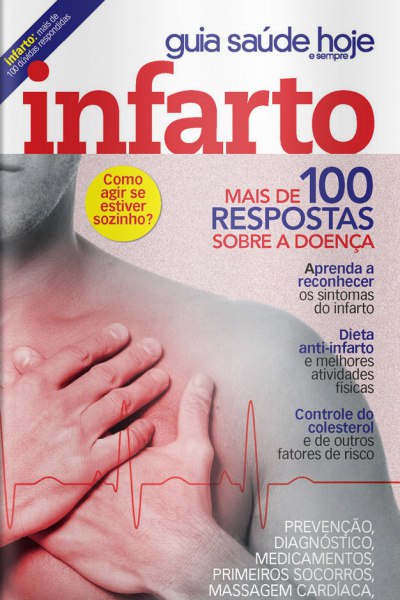 infarto: mais de
100 dúvidas respondidas
guia saúde hoje
e sempre
infarto
Como
agir se
estiver
sozinho?
MAIS DE 100
RESPOSTAS
SOBRE A DOENÇA
Aprenda a
reconhecer
os sintomas
do infarto
Dieta
anti-infarto
e melhores
atividades
físicas
Controle do
colesterol
e de outros
fatores de risco
PREVENÇÃO,
DIAGNÓSTICO,
MEDICAMENTOS,
PRIMEIROS SOCORROS,
MASSAGEM CARDÍACA,